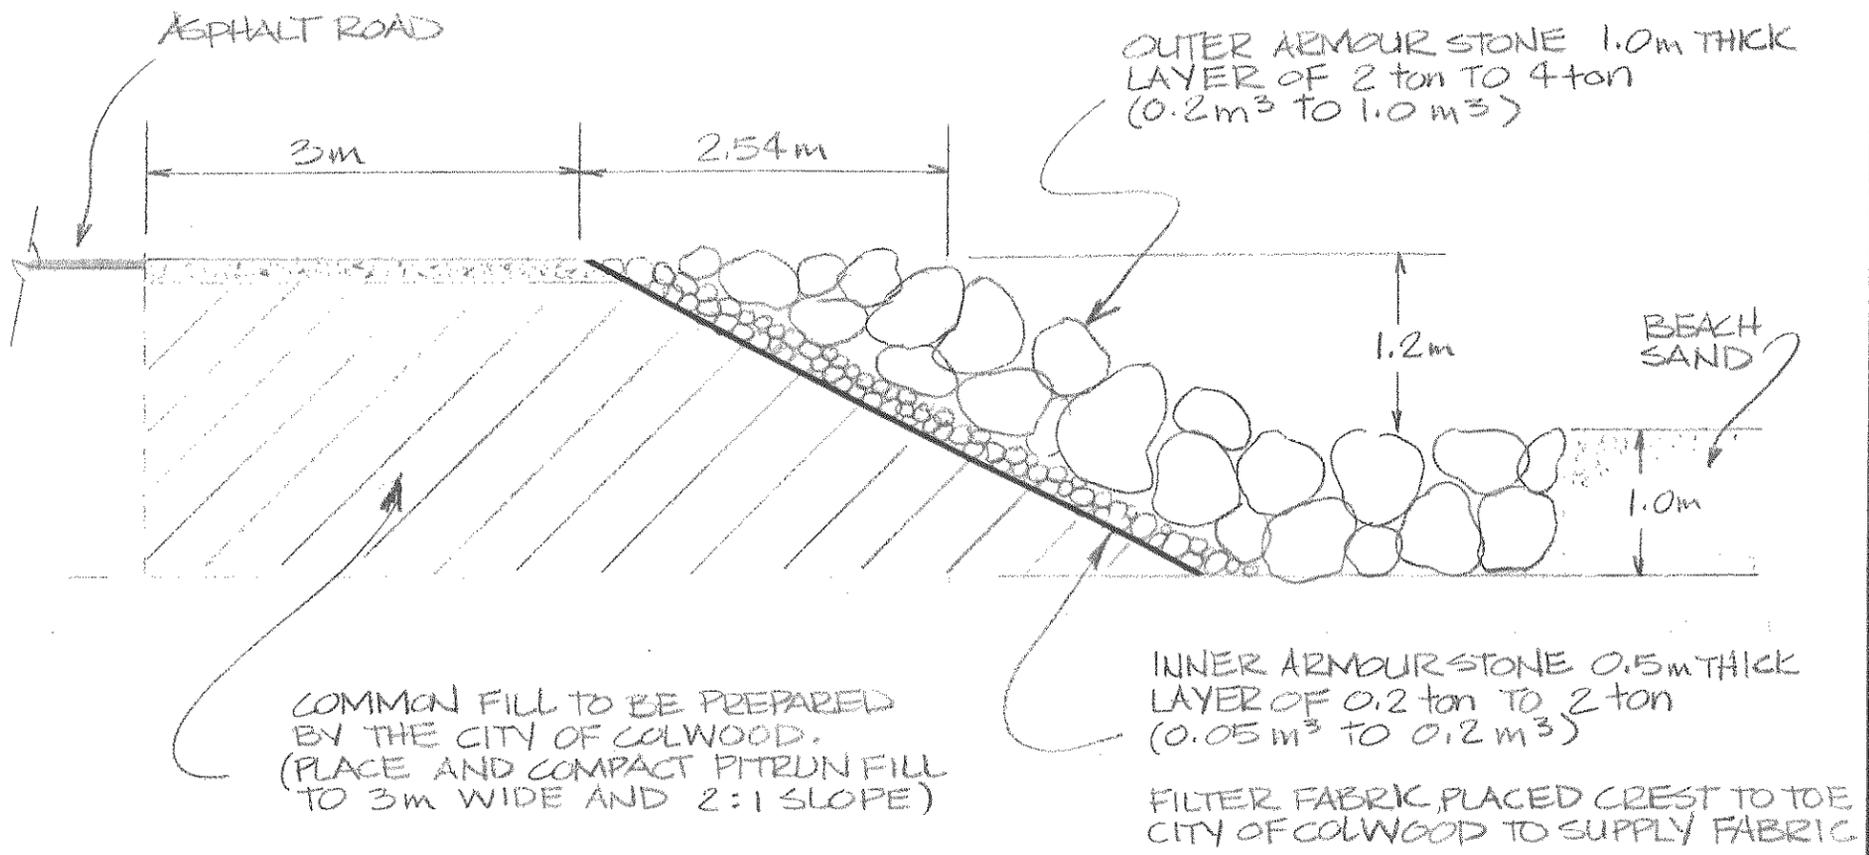 ASPHALT ROAD
OUTER ARMOUR STONE 1.0m THICK
LAYER OF 2 ton TO 4 ton
(0.2m³ TO 1.0 m³)
3m
2.54m
1.2m
BEACH
SAND
1.0m
INNER ARMOUR STONE 0.5m THICK
LAYER OF 0.2 ton TO 2 ton
(0.05m³ TO 0.2m³)
COMMON FILL TO BE PREPARED
BY THE CITY OF COLWOOD.
(PLACE AND COMPACT PITRUN FILL
TO 3m WIDE AND 2:1 SLOPE)
FILTER FABRIC, PLACED CREST TO TOE
CITY OF COLWOOD TO SUPPLY FABRIC